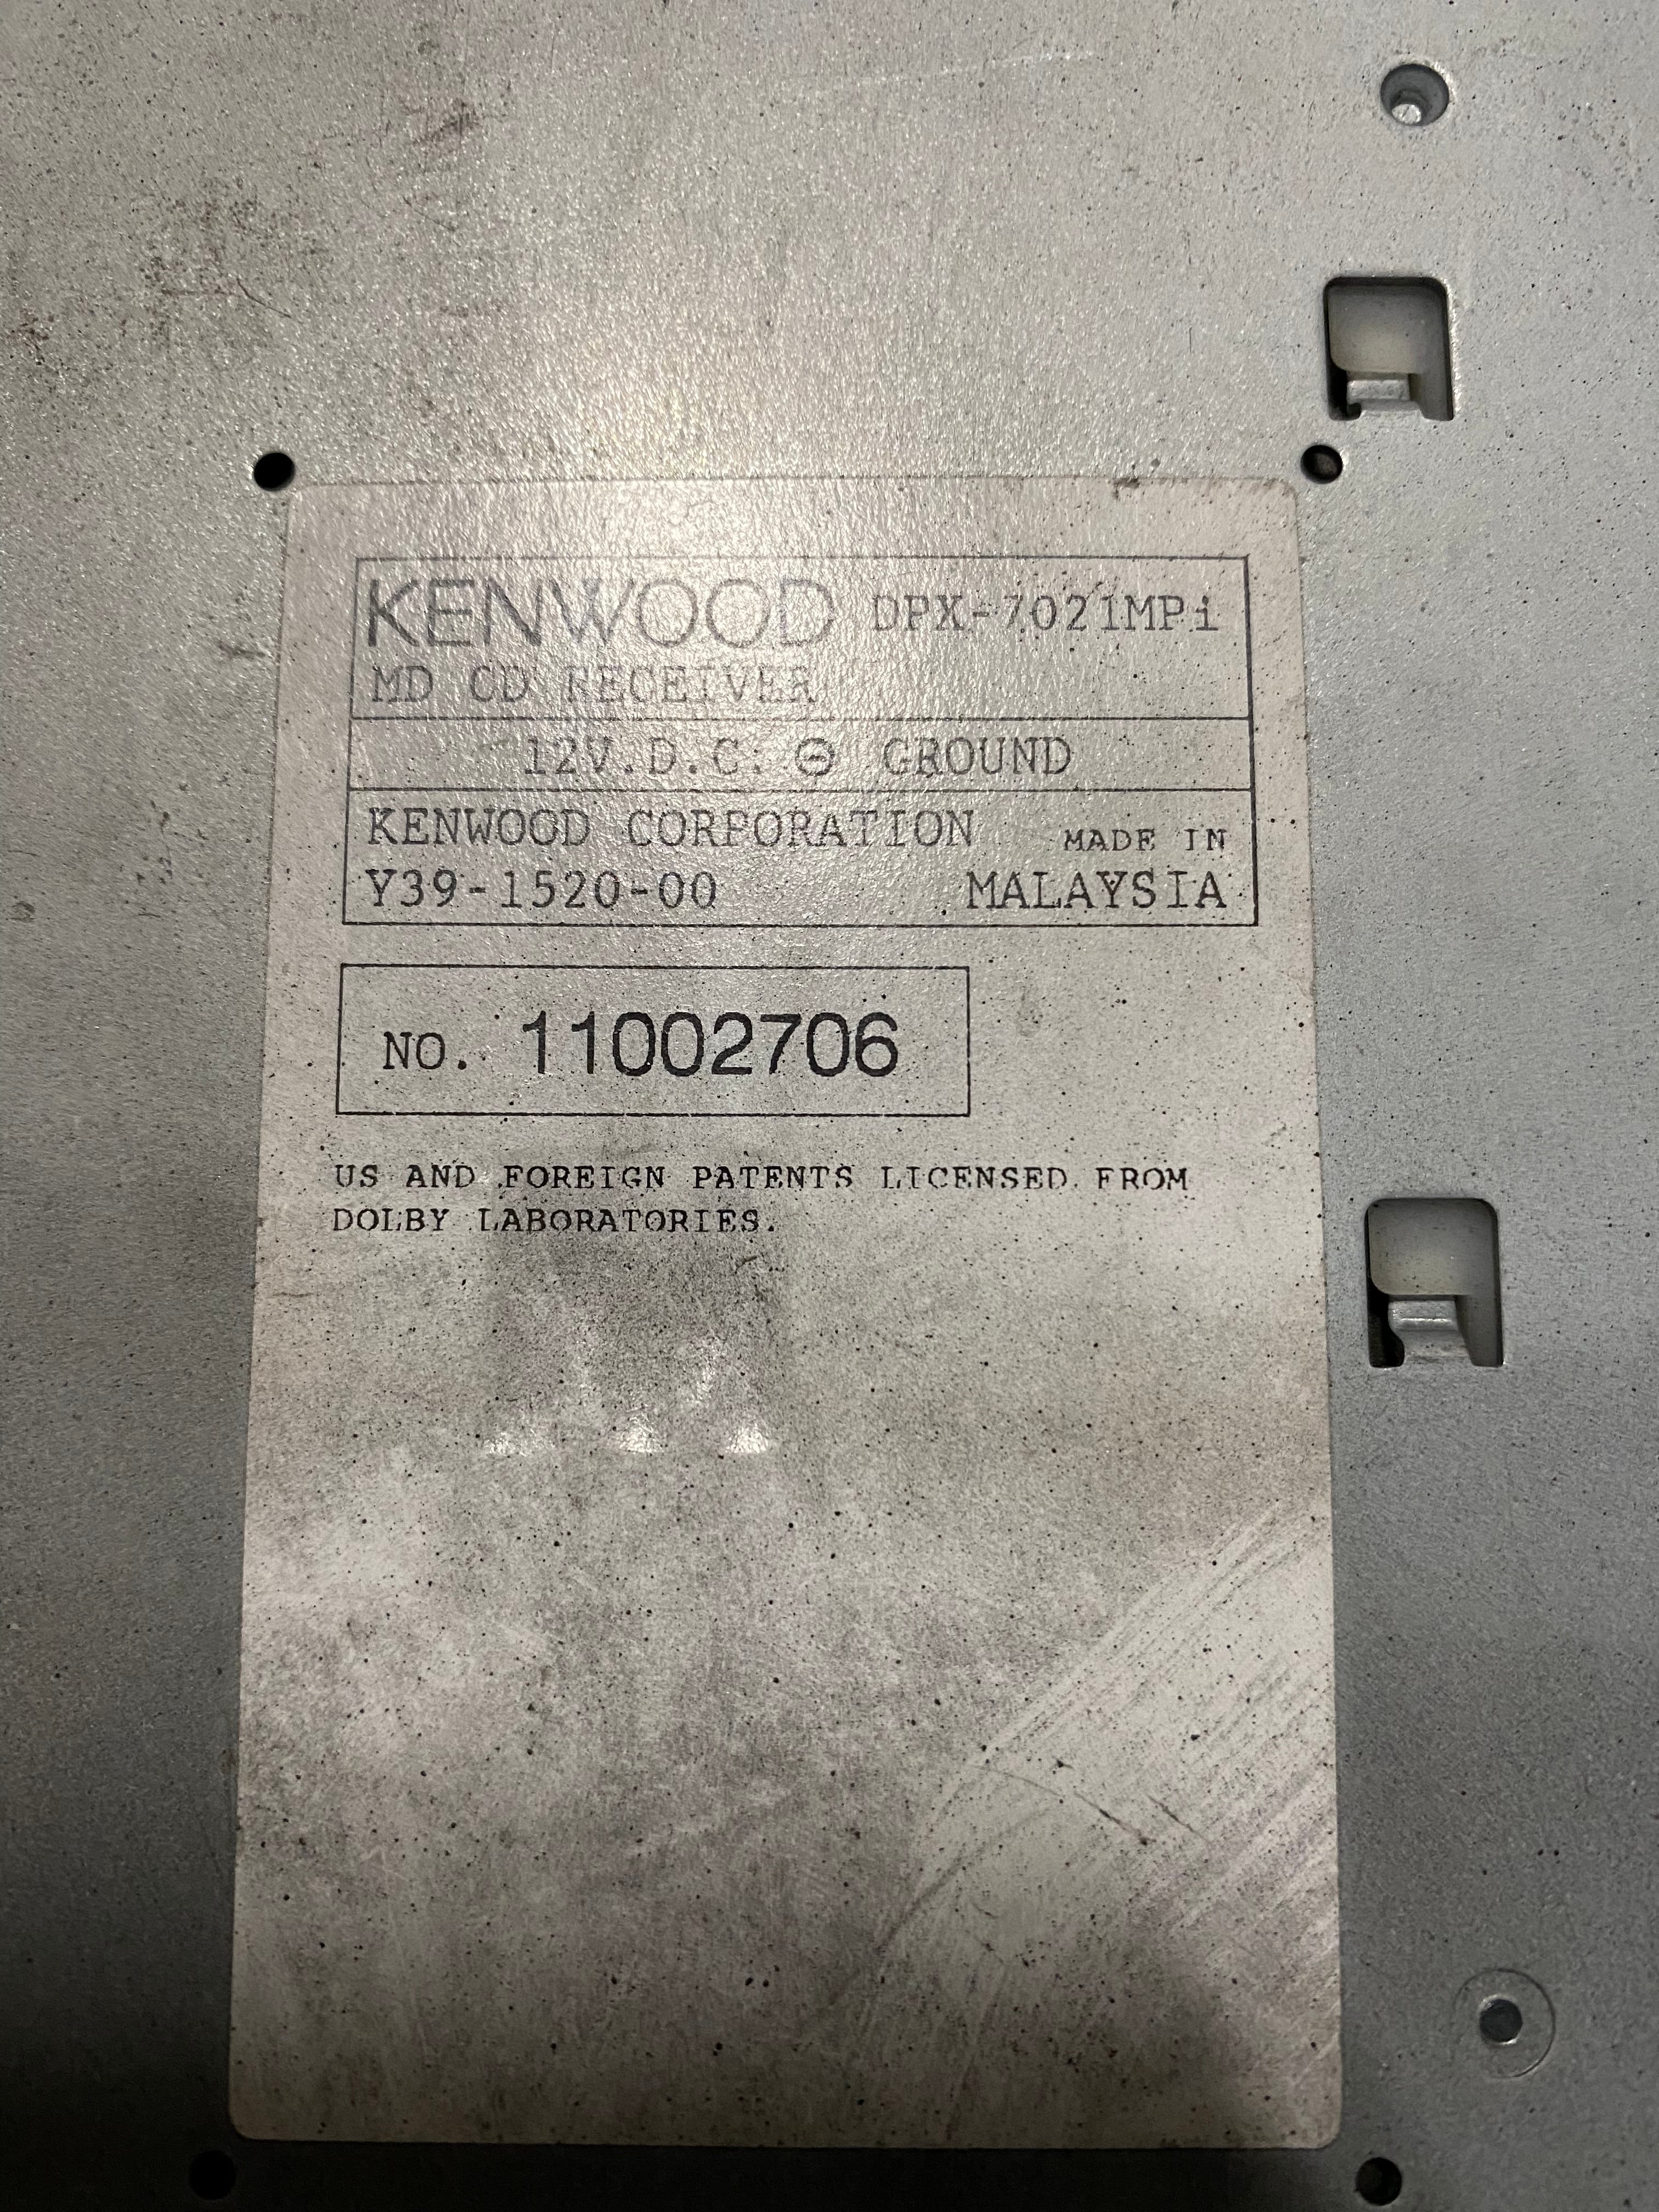 KENWOOD DPX-7021MPi
MD CD RECEIVER
12V.D.C. ⊖ GROUND
KENWOOD CORPORATION MADE IN
Y39-1520-00 MALAYSIA
NO. 11002706
US AND FOREIGN PATENTS LICENSED FROM
DOLBY LABORATORIES.